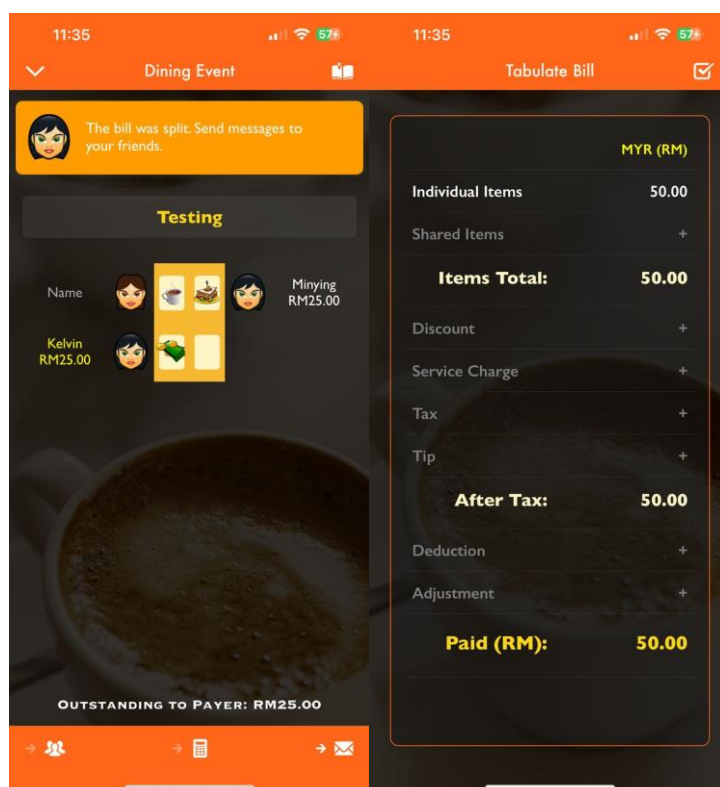 11:35
57
Dining Event
The bill was split. Send messages to
your friends.
Testing
Name
Minying
RM25.00
Kelvin
RM25.00
OUTSTANDING TO PAYER: RM25.00
11:35
57
Tabulate Bill
MYR (RM)
Individual Items 50.00
Shared Items +
Items Total: 50.00
Discount +
Service Charge +
Tax +
Tip +
After Tax: 50.00
Deduction +
Adjustment +
Paid (RM): 50.00